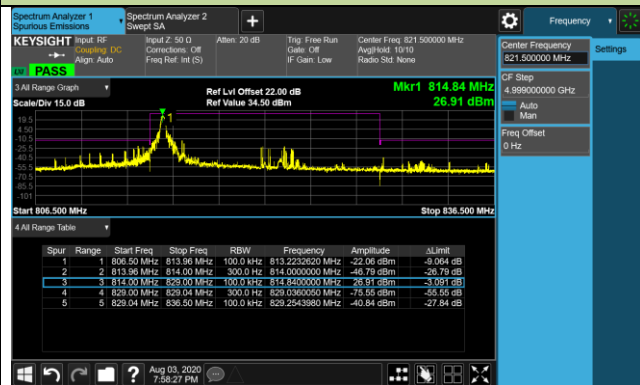 Spectrum Analyzer 1
Spurious Emissions
Spectrum Analyzer 2
Swept SA
+
Frequency
KEYSIGHT
Input: RF
Coupling: DC
Align: Auto
Input Z: 50 Ω
Corrections: Off
Freq Ref: Int (S)
Atten: 20 dB
Trig: Free Run
Gate: Off
IF Gain: Low
Center Freq: 821.500000 MHz
Avg|Hold: 10/10
Radio Std: None
PASS
Center Frequency
821.500000 MHz
Settings
CF Step
4.999000000 GHz
Auto
Man
Freq Offset
0 Hz
3 All Range Graph
Scale/Div 15.0 dB
Ref Lvl Offset 22.00 dB
Ref Value 34.50 dBm
Mkr1 814.84 MHz
26.91 dBm
19.5
4.50
-10.5
-25.5
-40.5
-55.5
-70.5
-85.5
-101
1
Start 806.500 MHz
Stop 836.500 MHz
4 All Range Table
Spur Range Start Freq Stop Freq RBW Frequency Amplitude ΔLimit
1 1 806.50 MHz 813.96 MHz 100.0 kHz 813.2232620 MHz -22.06 dBm -9.064 dB
2 2 813.96 MHz 814.00 MHz 300.0 Hz 814.0000000 MHz -46.79 dBm -26.79 dB
3 3 814.00 MHz 829.00 MHz 100.0 kHz 814.8400000 MHz 26.91 dBm -3.091 dB
4 4 829.00 MHz 829.04 MHz 300.0 Hz 829.0360050 MHz -75.55 dBm -55.55 dB
5 5 829.04 MHz 836.50 MHz 100.0 kHz 829.2543980 MHz -40.84 dBm -27.84 dB
?
Aug 03, 2020
7:58:27 PM